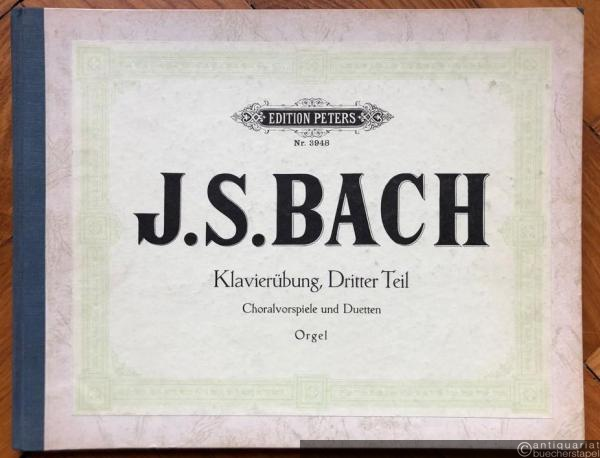 EDITION PETERS
Nr. 3948
J.S.BACH
Klavierübung, Dritter Teil
Choralvorspiele und Duetten
Orgel
antiquariat
buecherstapel